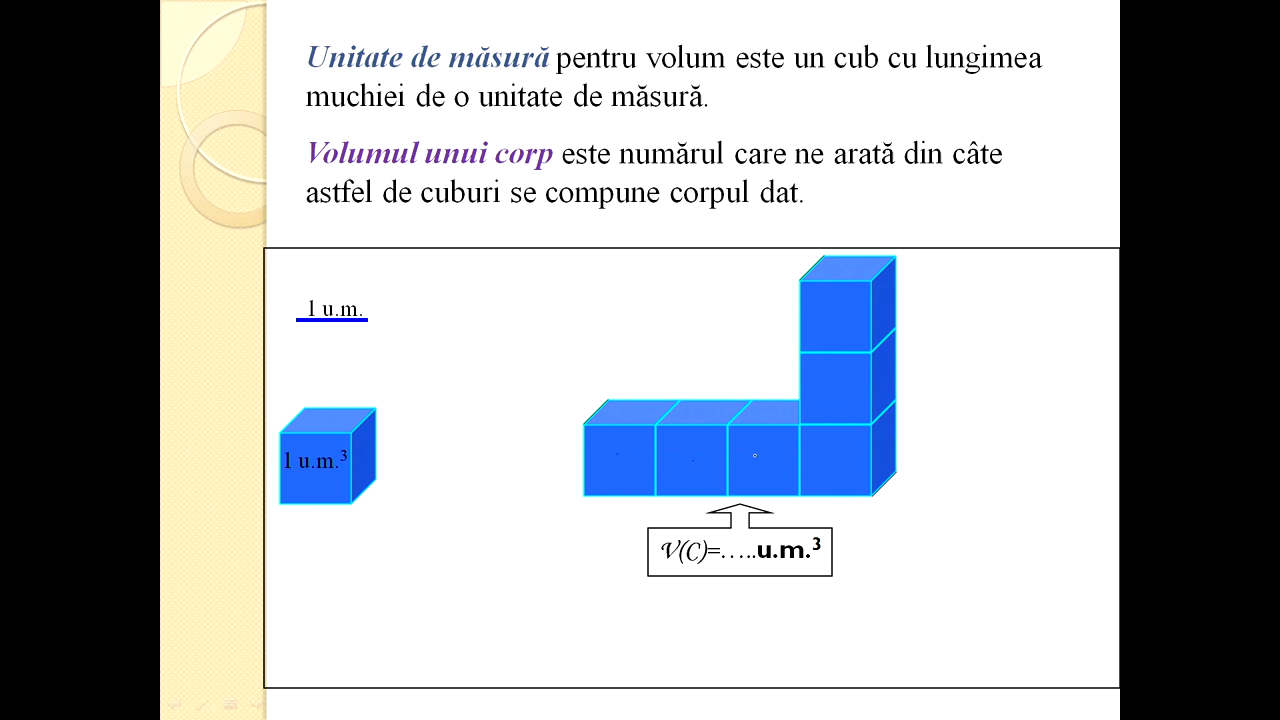 Unitate de măsură pentru volum este un cub cu lungimea
muchiei de o unitate de măsură.
Volumul unui corp este numărul care ne arată din câte
astfel de cuburi se compune corpul dat.
1 u.m.
1 u.m.³
V(C)=…..u.m.³